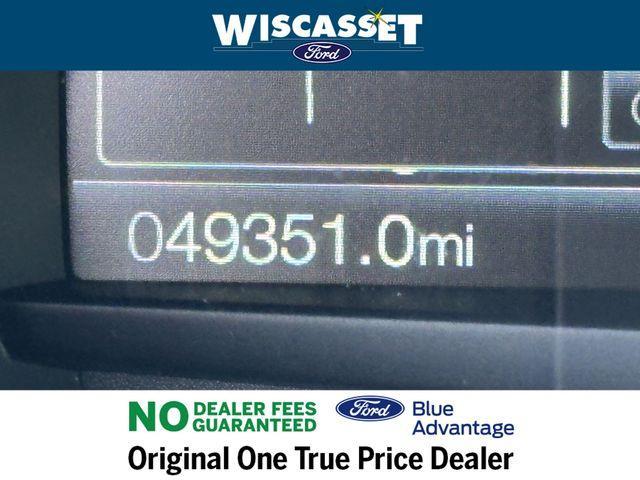 WISCASSET
Ford
049351.0mi
NO DEALER FEES
GUARANTEED
Ford Blue
Advantage
Original One True Price Dealer